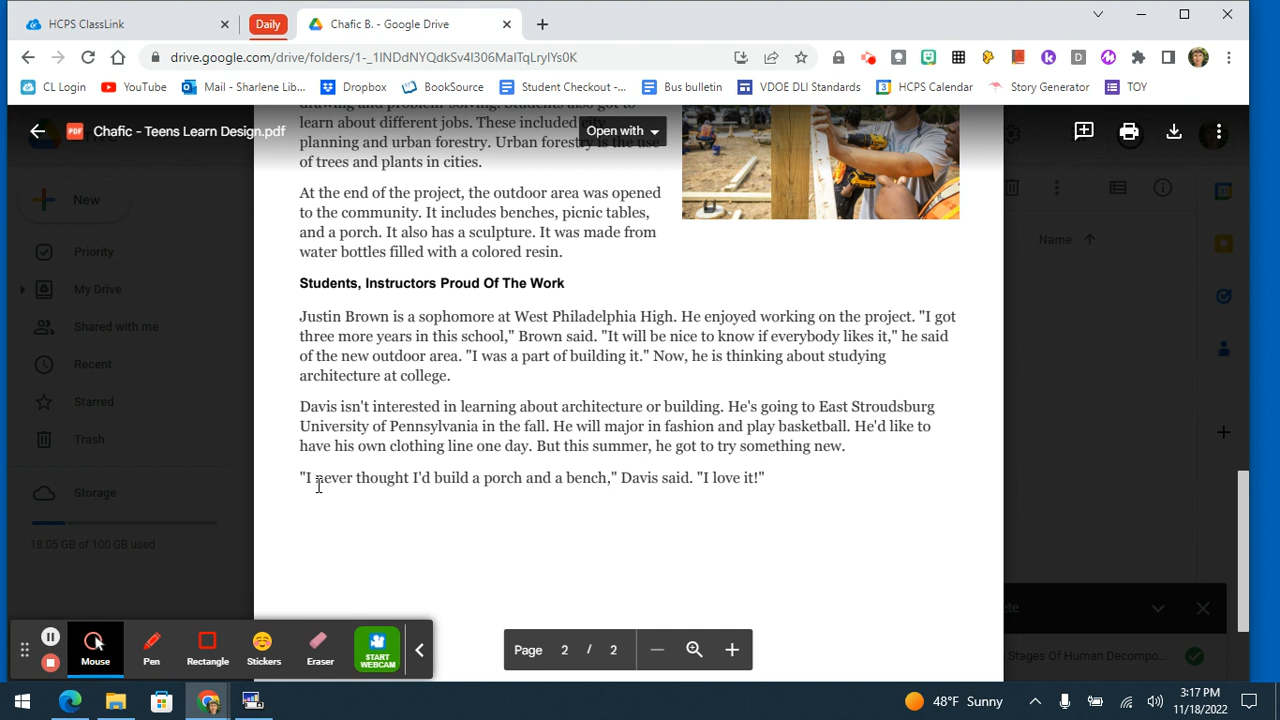 HCPS ClassLink
Daily
Chafic B. - Google Drive
drive.google.com/drive/folders/1-_1INDdNYQdkSv4I306MaITqLryIYs0K
CL Login
YouTube
Mail - Sharlene Lib...
Dropbox
BookSource
Student Checkout -...
Bus bulletin
VDOE DLI Standards
HCPS Calendar
Story Generator
TOY
drawing and problem-solving. Students also got to
Chafic - Teens Learn Design.pdf
Open with
learn about different jobs. These included city
planning and urban forestry. Urban forestry is the use
of trees and plants in cities.
At the end of the project, the outdoor area was opened
to the community. It includes benches, picnic tables,
and a porch. It also has a sculpture. It was made from
water bottles filled with a colored resin.
Students, Instructors Proud Of The Work
Justin Brown is a sophomore at West Philadelphia High. He enjoyed working on the project. "I got
three more years in this school," Brown said. "It will be nice to know if everybody likes it," he said
of the new outdoor area. "I was a part of building it." Now, he is thinking about studying
architecture at college.
Davis isn't interested in learning about architecture or building. He's going to East Stroudsburg
University of Pennsylvania in the fall. He will major in fashion and play basketball. He'd like to
have his own clothing line one day. But this summer, he got to try something new.
"I never thought I'd build a porch and a bench," Davis said. "I love it!"
New
Priority
My Drive
Shared with me
Recent
Starred
Trash
Storage
18.05 GB of 100 GB used
Name
Stages Of Human Decompo...
Mouse
Pen
Rectangle
Stickers
Eraser
START
WEBCAM
Page 2 / 2
48°F Sunny
3:17 PM
11/18/2022